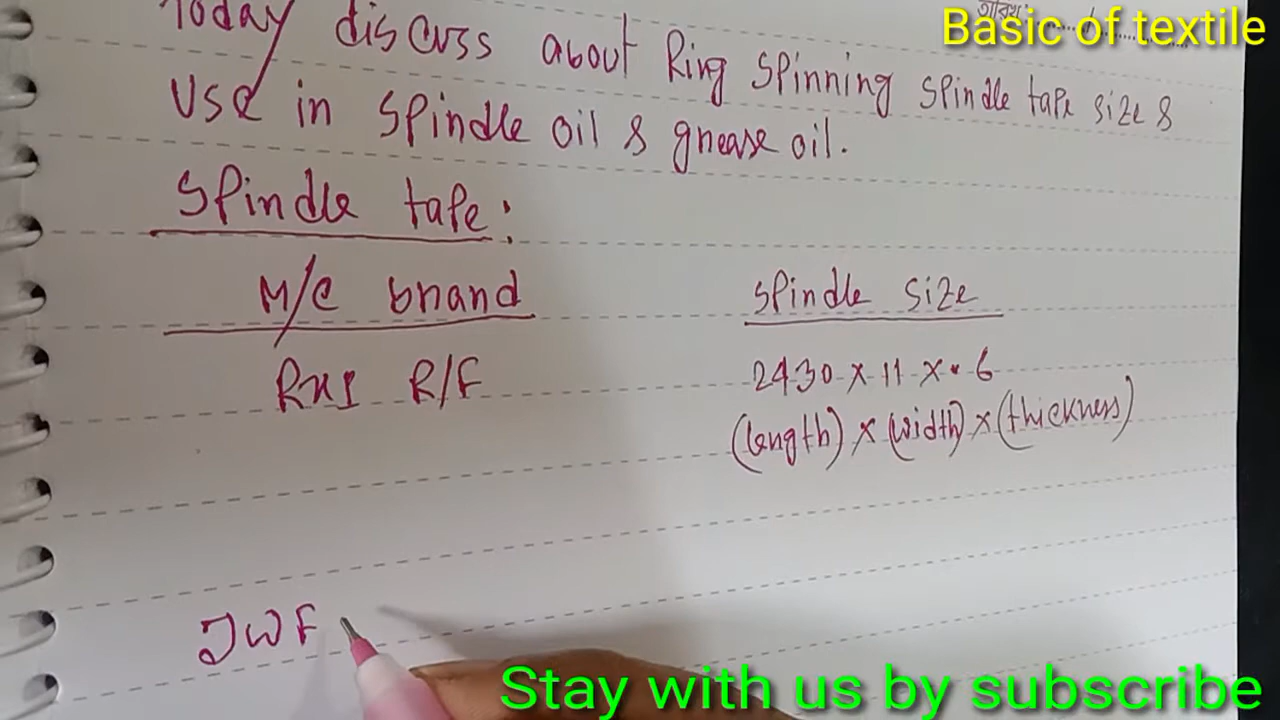 Basic of textile
Today discuss about Ring spinning spindle tape size &
Use in spindle oil & grease oil.
Spindle tape:
M/C brand
Spindle size
RXI R/F
2430 x 11 x .6
(length) x (width) x (thickness)
JWF
Stay with us by subscribe